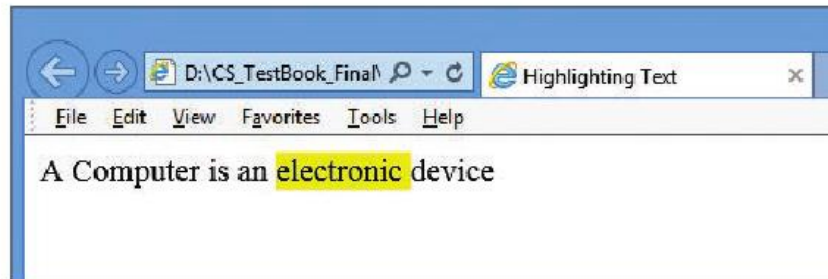 D:\CS_TestBook_Final\ Highlighting Text
File Edit View Favorites Tools Help
A Computer is an electronic device